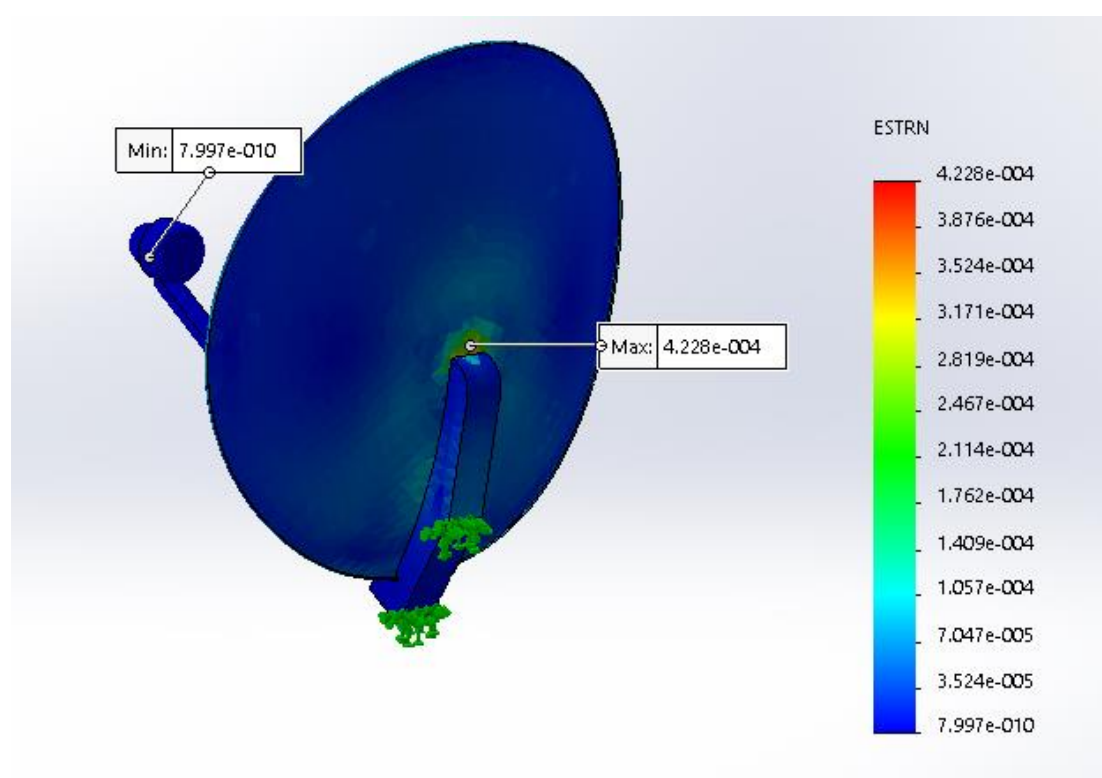 Min: 7.997e-010
Max: 4.228e-004
ESTRN
4.228e-004
3.876e-004
3.524e-004
3.171e-004
2.819e-004
2.467e-004
2.114e-004
1.762e-004
1.409e-004
1.057e-004
7.047e-005
3.524e-005
7.997e-010